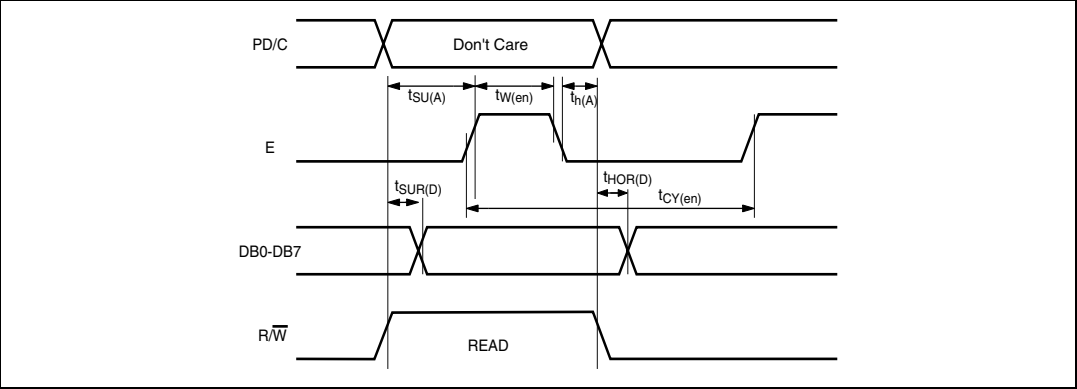 PD/C Don't Care
tSU(A) tW(en) th(A)
E
tSUR(D) tHOR(D)
tCY(en)
DB0-DB7
R/W̅
READ